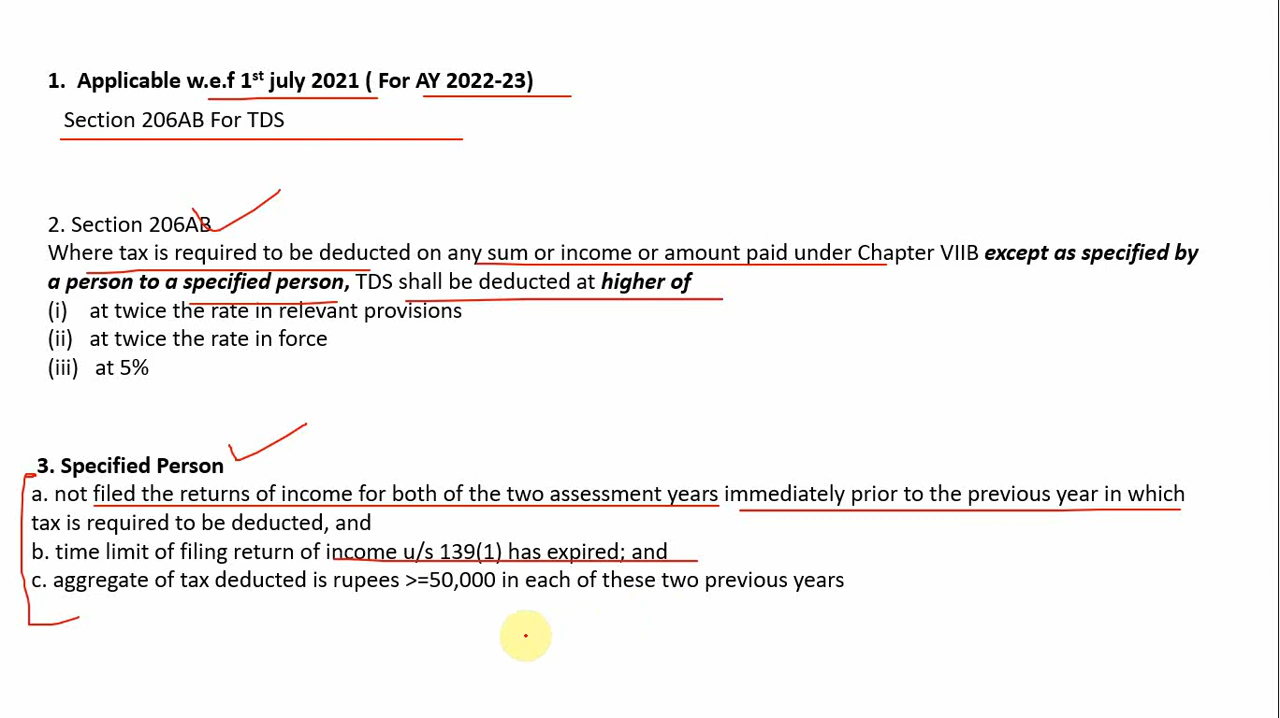 1. Applicable w.e.f 1st july 2021 ( For AY 2022-23)
Section 206AB For TDS
2. Section 206AB
Where tax is required to be deducted on any sum or income or amount paid under Chapter VIIB except as specified by
a person to a specified person, TDS shall be deducted at higher of
(i) at twice the rate in relevant provisions
(ii) at twice the rate in force
(iii) at 5%
3. Specified Person
a. not filed the returns of income for both of the two assessment years immediately prior to the previous year in which
tax is required to be deducted, and
b. time limit of filing return of income u/s 139(1) has expired; and
c. aggregate of tax deducted is rupees >=50,000 in each of these two previous years